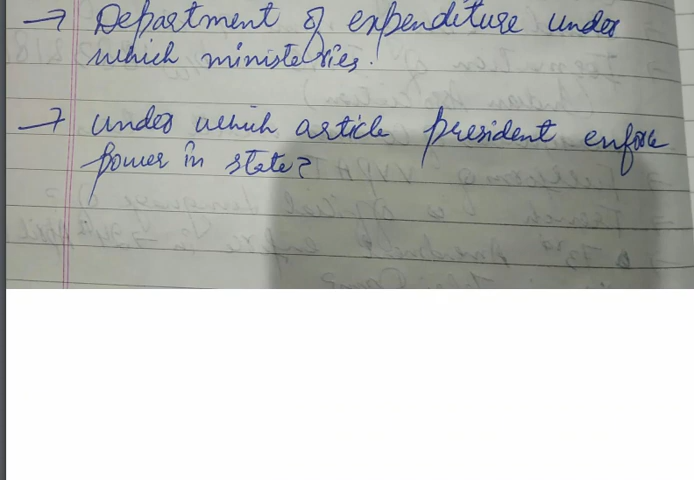 → Department of expenditure under
which ministeries.
→ under which article president enforce
power in state?